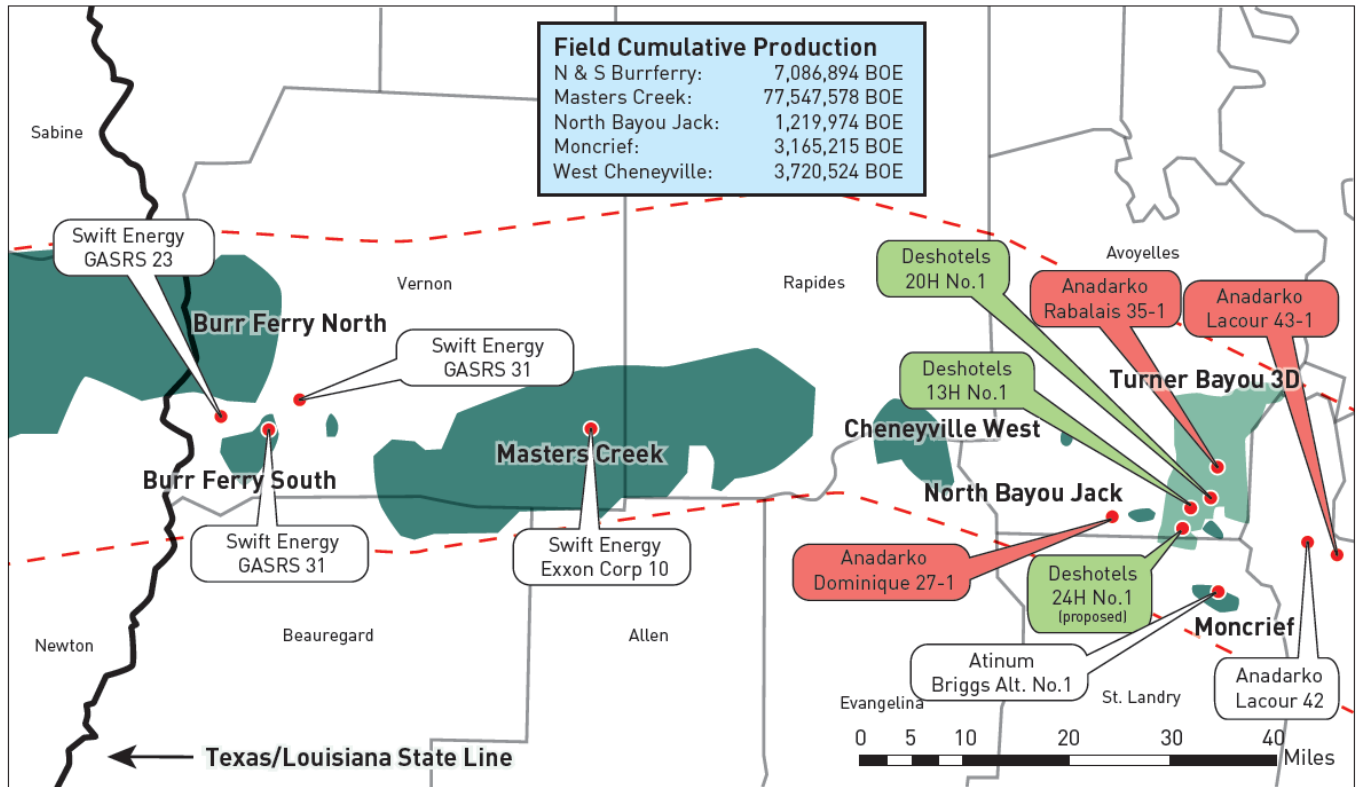 Field Cumulative Production
N & S Burrferry: 7,086,894 BOE
Masters Creek: 77,547,578 BOE
North Bayou Jack: 1,219,974 BOE
Moncrief: 3,165,215 BOE
West Cheneyville: 3,720,524 BOE
Sabine
Swift Energy
GASRS 23
Vernon
Burr Ferry North
Swift Energy
GASRS 31
Rapides
Deshotels
20H No.1
Avoyelles
Anadarko
Rabalais 35-1
Anadarko
Lacour 43-1
Deshotels
13H No.1
Turner Bayou 3D
Cheneyville West
Masters Creek
Burr Ferry South
North Bayou Jack
Swift Energy
GASRS 31
Swift Energy
Exxon Corp 10
Anadarko
Dominique 27-1
Deshotels
24H No.1
(proposed)
Newton
Beauregard
Allen
Moncrief
Atinum
Briggs Alt. No.1
Anadarko
Lacour 42
Evangelina
St. Landry
Texas/Louisiana State Line
0 5 10 20 30 40
Miles